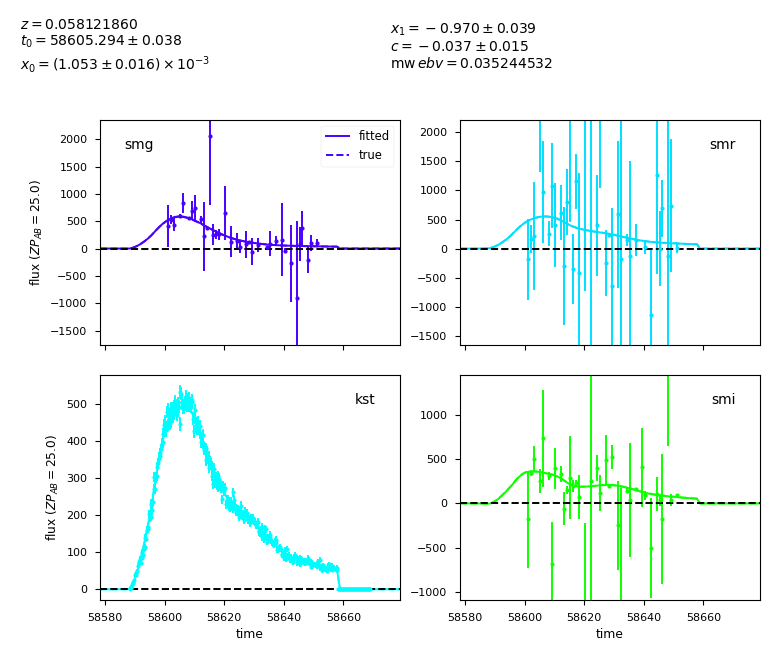 z = 0.058121860
t₀ = 58605.294 ± 0.038
x₀ = (1.053 ± 0.016) × 10⁻³
x₁ = −0.970 ± 0.039
c = −0.037 ± 0.015
mw ebv = 0.035244532
smg
fitted
true
2000
1500
1000
500
0
−500
−1000
−1500
flux (ZP_AB = 25.0)
smr
2000
1500
1000
500
0
−500
−1000
−1500
kst
500
400
300
200
100
0
flux (ZP_AB = 25.0)
58580 58600 58620 58640 58660
time
smi
1000
500
0
−500
−1000
58580 58600 58620 58640 58660
time